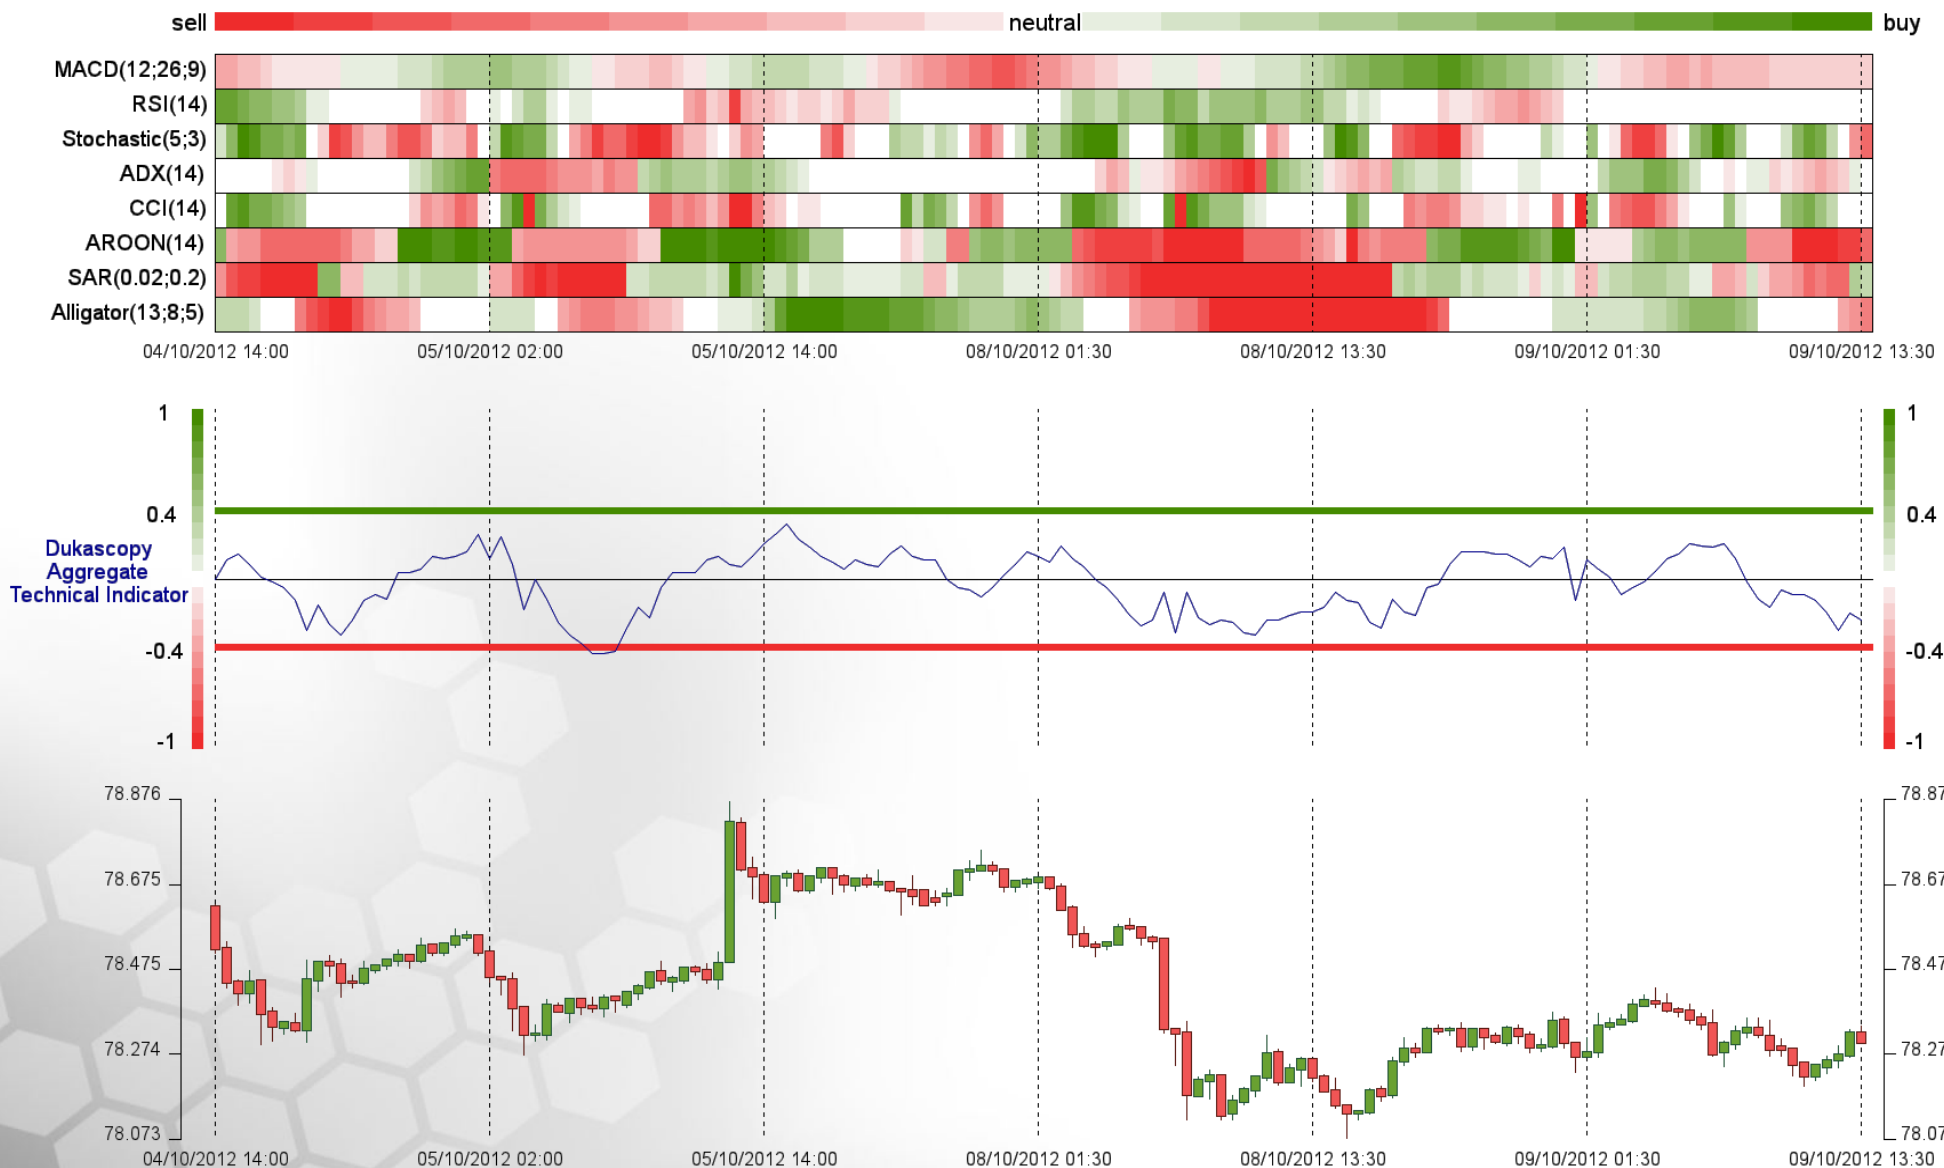 sell neutral buy
MACD(12;26;9)
RSI(14)
Stochastic(5;3)
ADX(14)
CCI(14)
AROON(14)
SAR(0.02;0.2)
Alligator(13;8;5)
04/10/2012 14:00 05/10/2012 02:00 05/10/2012 14:00 08/10/2012 01:30 08/10/2012 13:30 09/10/2012 01:30 09/10/2012 13:30
1 1
0.4 0.4
Dukascopy
Aggregate
Technical Indicator
-0.4 -0.4
-1 -1
78.876 78.87
78.675 78.67
78.475 78.47
78.274 78.27
78.073 78.07
04/10/2012 14:00 05/10/2012 02:00 05/10/2012 14:00 08/10/2012 01:30 08/10/2012 13:30 09/10/2012 01:30 09/10/2012 13:30